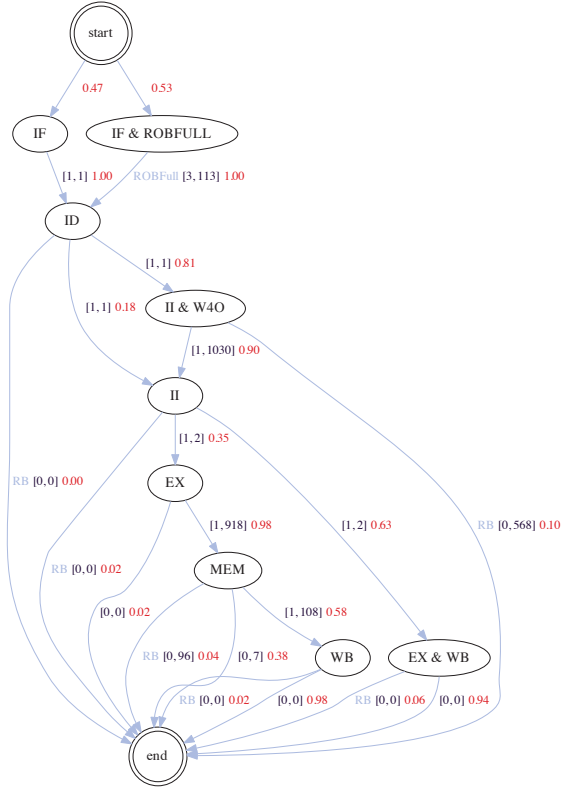 start
0.47
0.53
IF
IF & ROBFULL
[1, 1] 1.00
ROBFull [3, 113] 1.00
ID
[1, 1] 0.81
[1, 1] 0.18
II & W4O
[1, 1030] 0.90
II
[1, 2] 0.35
RB [0, 0] 0.00
EX
[1, 918] 0.98
[1, 2] 0.63
RB [0, 568] 0.10
RB [0, 0] 0.02
MEM
[0, 0] 0.02
[1, 108] 0.58
RB [0, 96] 0.04
[0, 7] 0.38
WB
EX & WB
RB [0, 0] 0.02
[0, 0] 0.98
RB [0, 0] 0.06
[0, 0] 0.94
end